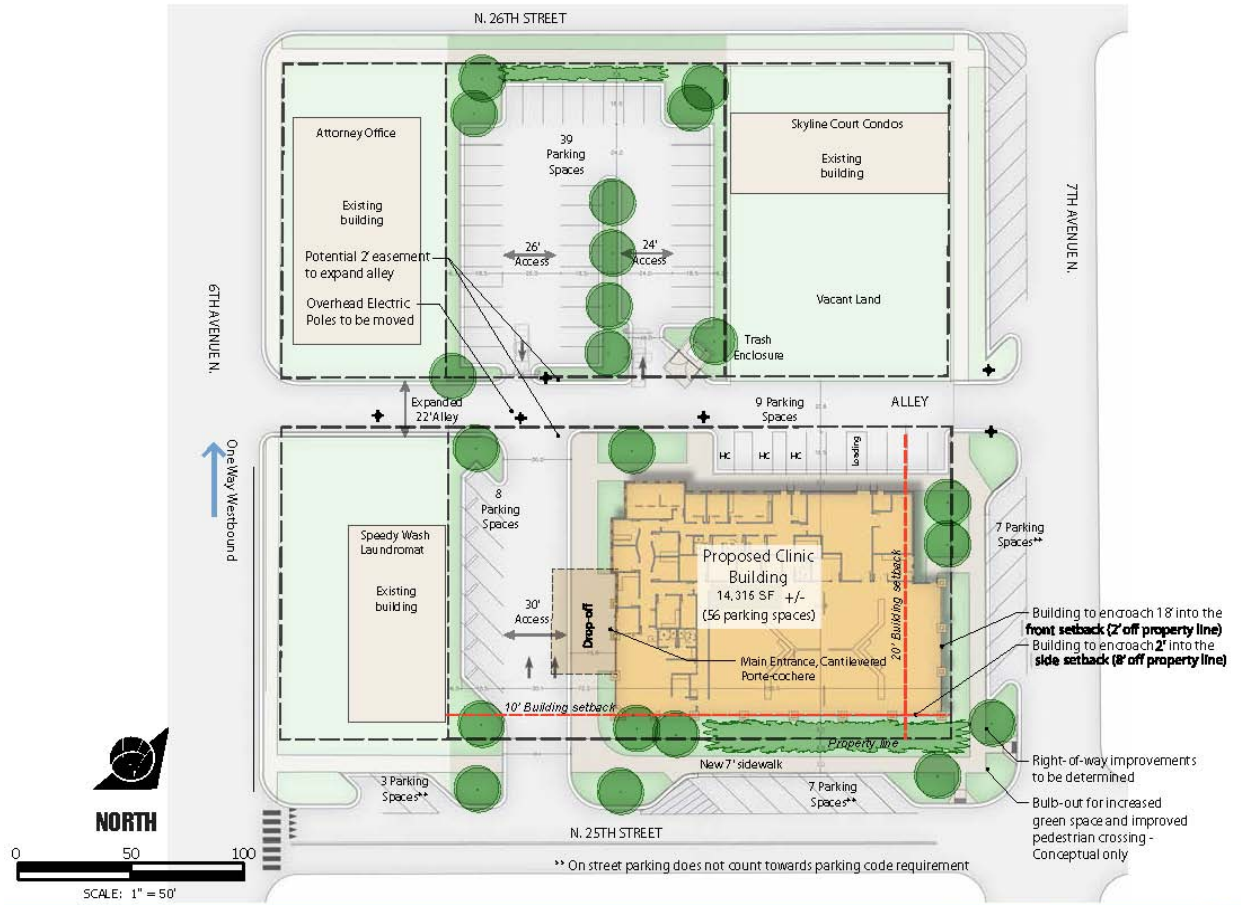 N. 26TH STREET
Attorney Office
Existing
building
39
Parking
Spaces
Skyline Court Condos
Existing
building
7TH AVENUE N.
6TH AVENUE N.
Potential 2' easement
to expand alley
Overhead Electric
Poles to be moved
26'
Access
24'
Access
Vacant Land
Trash
Enclosure
Expanded
22' Alley
9 Parking
Spaces
ALLEY
One Way Westbound
HC
HC
HC
Loading
8
Parking
Spaces
Speedy Wash
Laundromat
Existing
building
30'
Access
Drop-off
Proposed Clinic
Building
14,315 SF +/-
(56 parking spaces)
20' Building setback
7 Parking
Spaces**
Main Entrance, Cantilevered
Porte-cochere
Building to encroach 18' into the
front setback (2' off property line)
Building to encroach 2' into the
side setback (8' off property line)
10' Building setback
Property line
New 7' sidewalk
3 Parking
Spaces**
7 Parking
Spaces**
Right-of-way improvements
to be determined
Bulb-out for increased
green space and improved
pedestrian crossing -
Conceptual only
N. 25TH STREET
** On street parking does not count towards parking code requirement
NORTH
0 50 100
SCALE: 1" = 50'